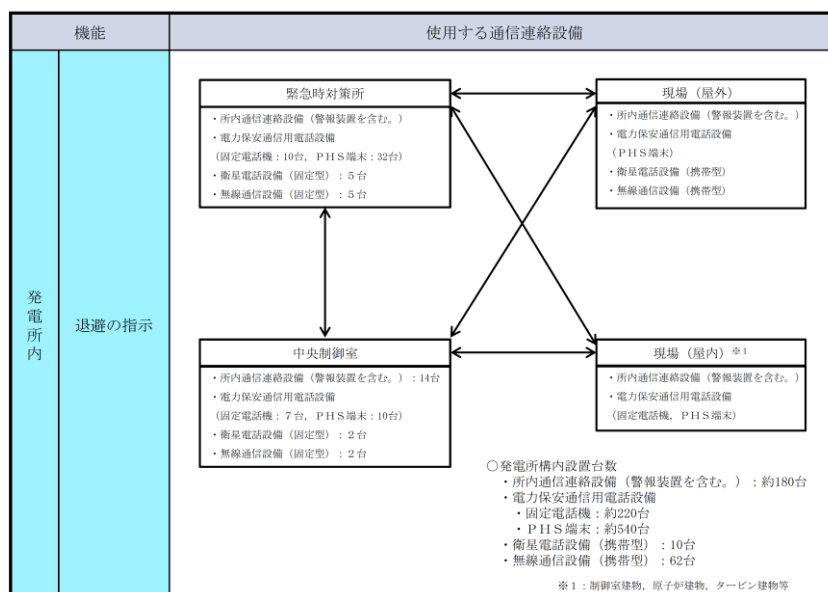 機能
使用する通信連絡設備
発電所内
退避の指示
緊急時対策所
・所内通信連絡設備（警報装置を含む。）
・電力保安通信用電話設備
（固定電話機：10台，ＰＨＳ端末：32台）
・衛星電話設備（固定型）：５台
・無線通信設備（固定型）：５台
現場（屋外）
・所内通信連絡設備（警報装置を含む。）
・電力保安通信用電話設備
（ＰＨＳ端末）
・衛星電話設備（携帯型）
・無線通信設備（携帯型）
中央制御室
・所内通信連絡設備（警報装置を含む。）：14台
・電力保安通信用電話設備
（固定電話機：７台，ＰＨＳ端末：10台）
・衛星電話設備（固定型）：２台
・無線通信設備（固定型）：２台
現場（屋内）※１
・所内通信連絡設備（警報装置を含む。）
・電力保安通信用電話設備
（固定電話機，ＰＨＳ端末）
○発電所構内設置台数
・所内通信連絡設備（警報装置を含む。）：約180台
・電力保安通信用電話設備
・固定電話機：約220台
・ＰＨＳ端末：約540台
・衛星電話設備（携帯型）：10台
・無線通信設備（携帯型）：62台
※１：制御室建物，原子炉建物，タービン建物等